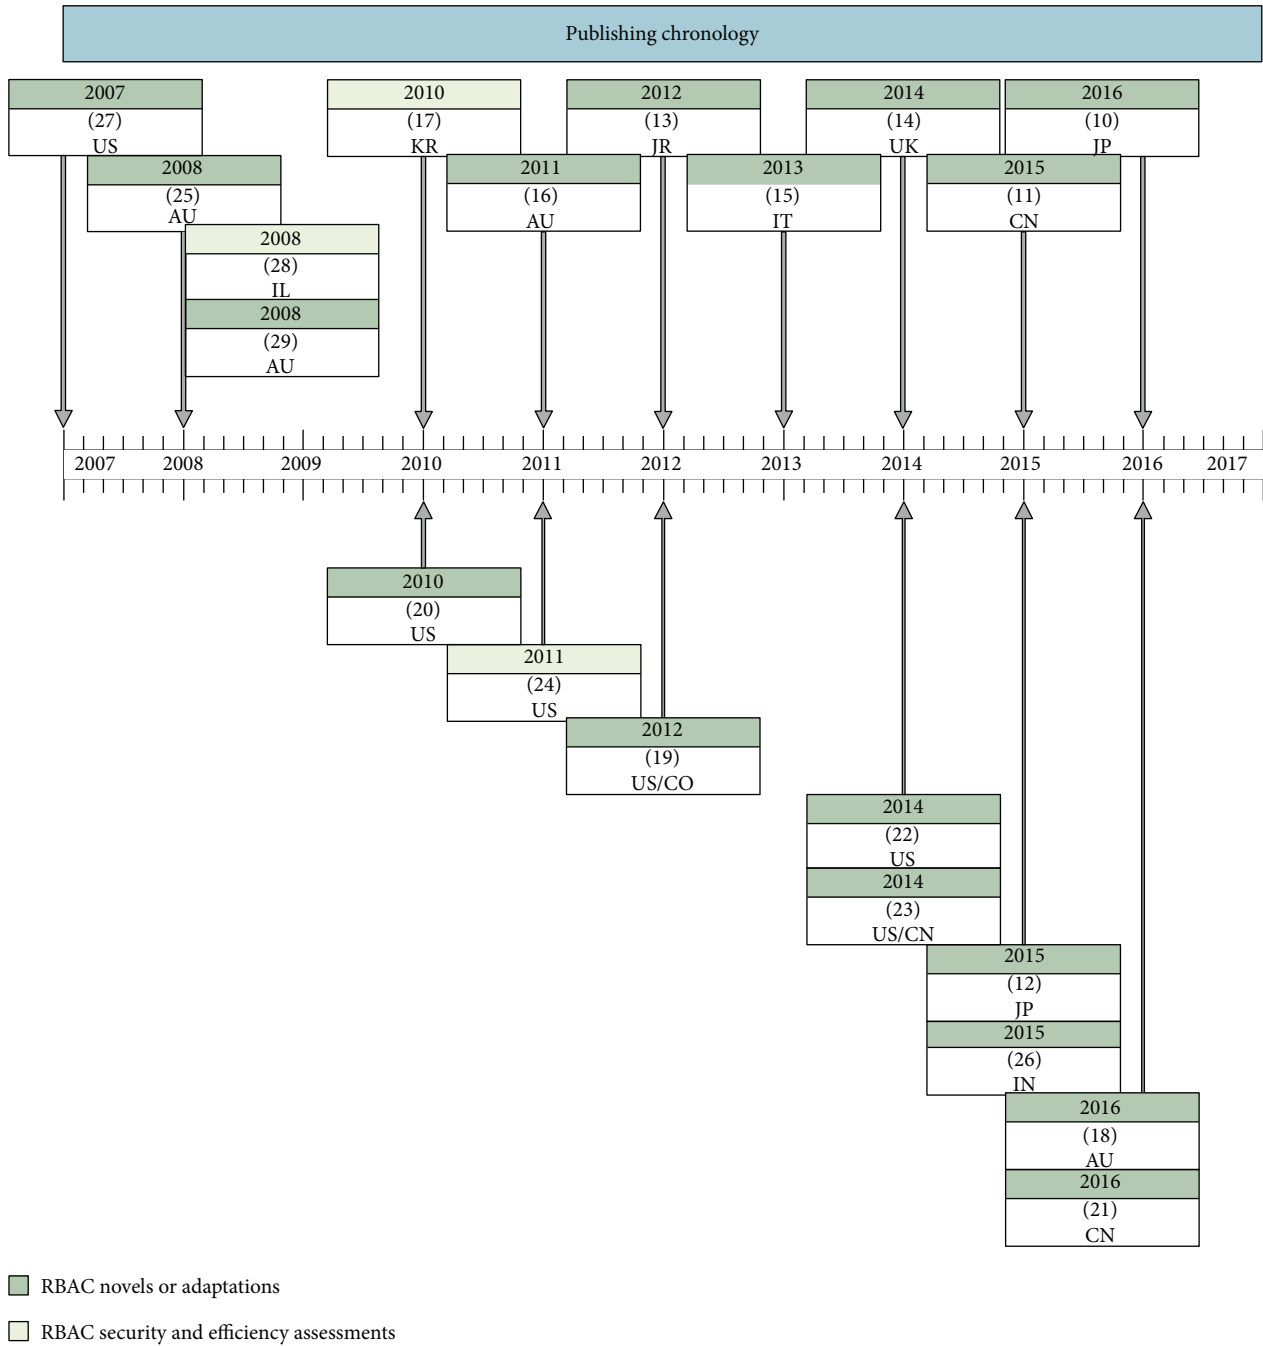 Publishing chronology
2007
(27)
US
2008
(25)
AU
2008
(28)
IL
2008
(29)
AU
2010
(17)
KR
2011
(16)
AU
2012
(13)
JR
2013
(15)
IT
2014
(14)
UK
2015
(11)
CN
2016
(10)
JP
2007 2008 2009 2010 2011 2012 2013 2014 2015 2016 2017
2010
(20)
US
2011
(24)
US
2012
(19)
US/CO
2014
(22)
US
2014
(23)
US/CN
2015
(12)
JP
2015
(26)
IN
2016
(18)
AU
2016
(21)
CN
RBAC novels or adaptations
RBAC security and efficiency assessments